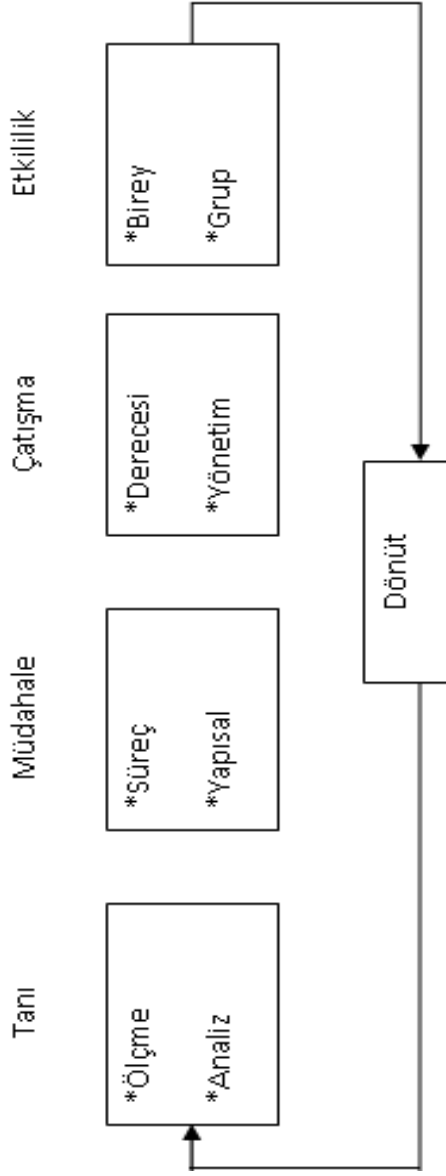 Tanı
Müdahale
Çatışma
Etkililik
*Ölçme
*Analiz
*Süreç
*Yapısal
*Derecesi
*Yönetim
*Birey
*Grup
Dönüt